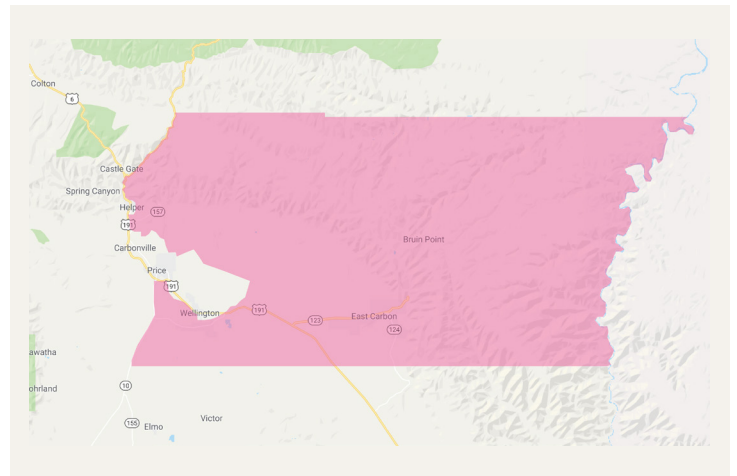 Colton
6
Castle Gate
Spring Canyon
Helper
157
191
Carbonville
Bruin Point
Price
191
Wellington
191
123
East Carbon
124
awatha
ohrland
10
Victor
155
Elmo